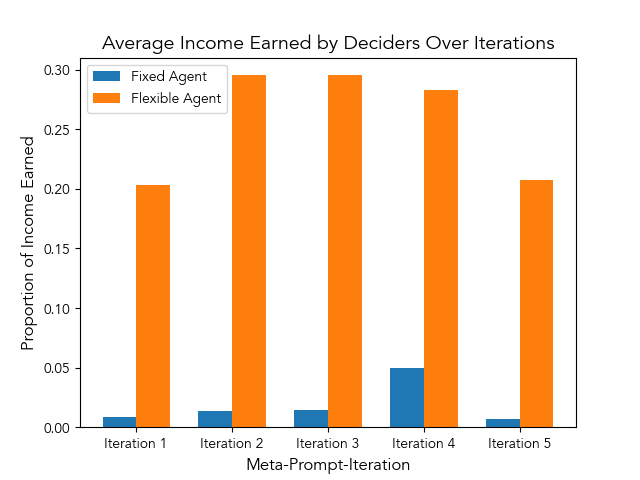 Average Income Earned by Deciders Over Iterations
Fixed Agent
Flexible Agent
Proportion of Income Earned
0.30
0.25
0.20
0.15
0.10
0.05
0.00
Iteration 1 Iteration 2 Iteration 3 Iteration 4 Iteration 5
Meta-Prompt-Iteration